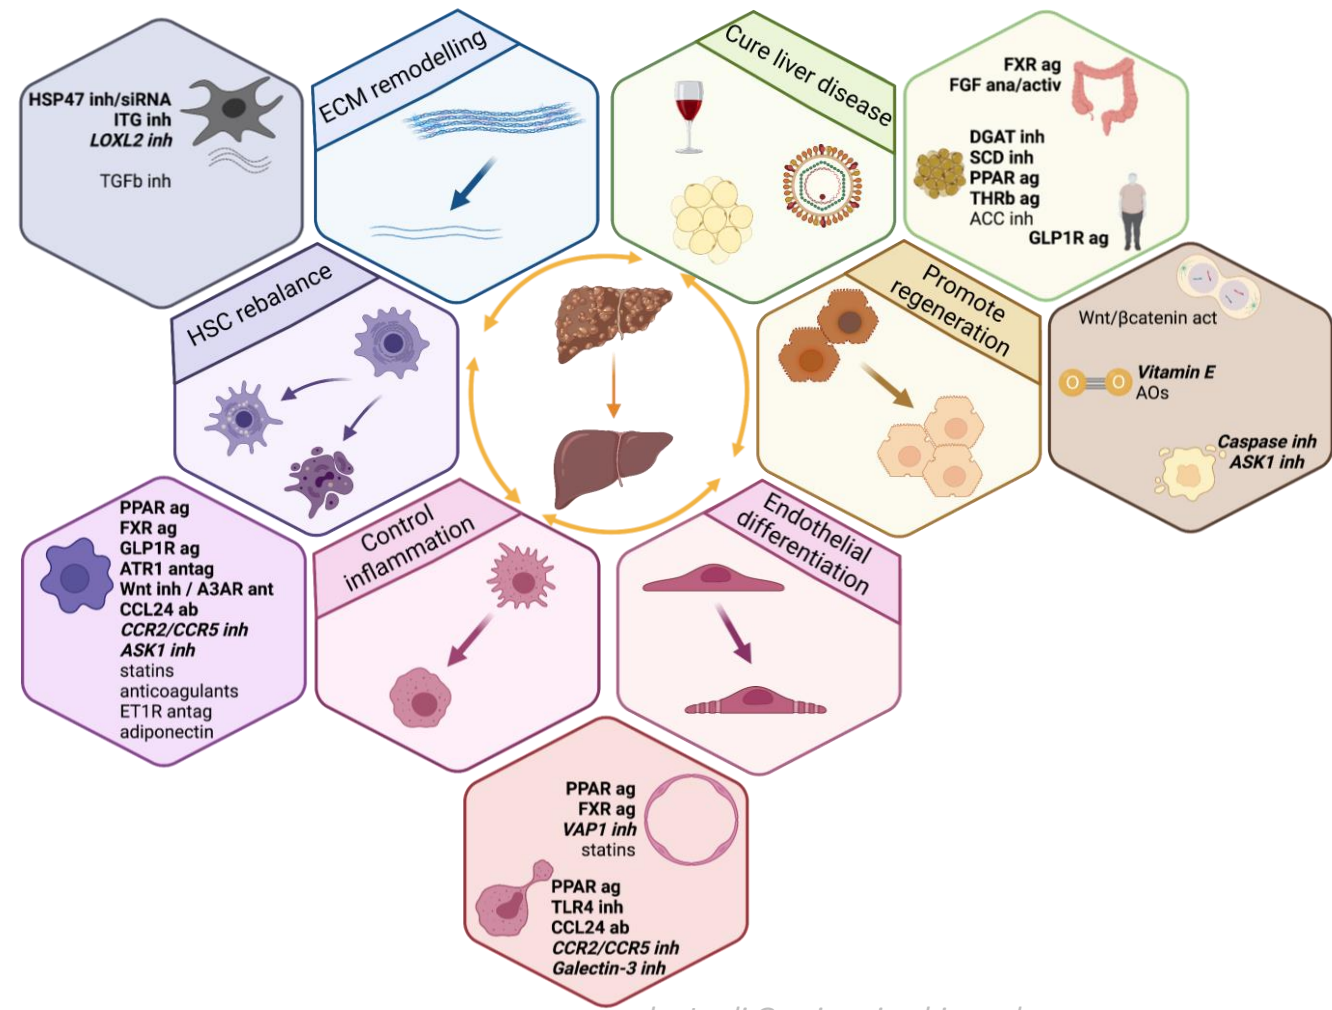 HSP47 inh/siRNA
ITG inh
LOXL2 inh
TGFb inh
ECM remodelling
Cure liver disease
FXR ag
FGF ana/activ
DGAT inh
SCD inh
PPAR ag
THRb ag
ACC inh
GLP1R ag
HSC rebalance
Promote
regeneration
Wnt/βcatenin act
O
O
Vitamin E
AOs
Caspase inh
ASK1 inh
PPAR ag
FXR ag
GLP1R ag
ATR1 antag
Wnt inh / A3AR ant
CCL24 ab
CCR2/CCR5 inh
ASK1 inh
statins
anticoagulants
ET1R antag
adiponectin
Control
inflammation
Endothelial
differentiation
PPAR ag
FXR ag
VAP1 inh
statins
PPAR ag
TLR4 inh
CCL24 ab
CCR2/CCR5 inh
Galectin-3 inh